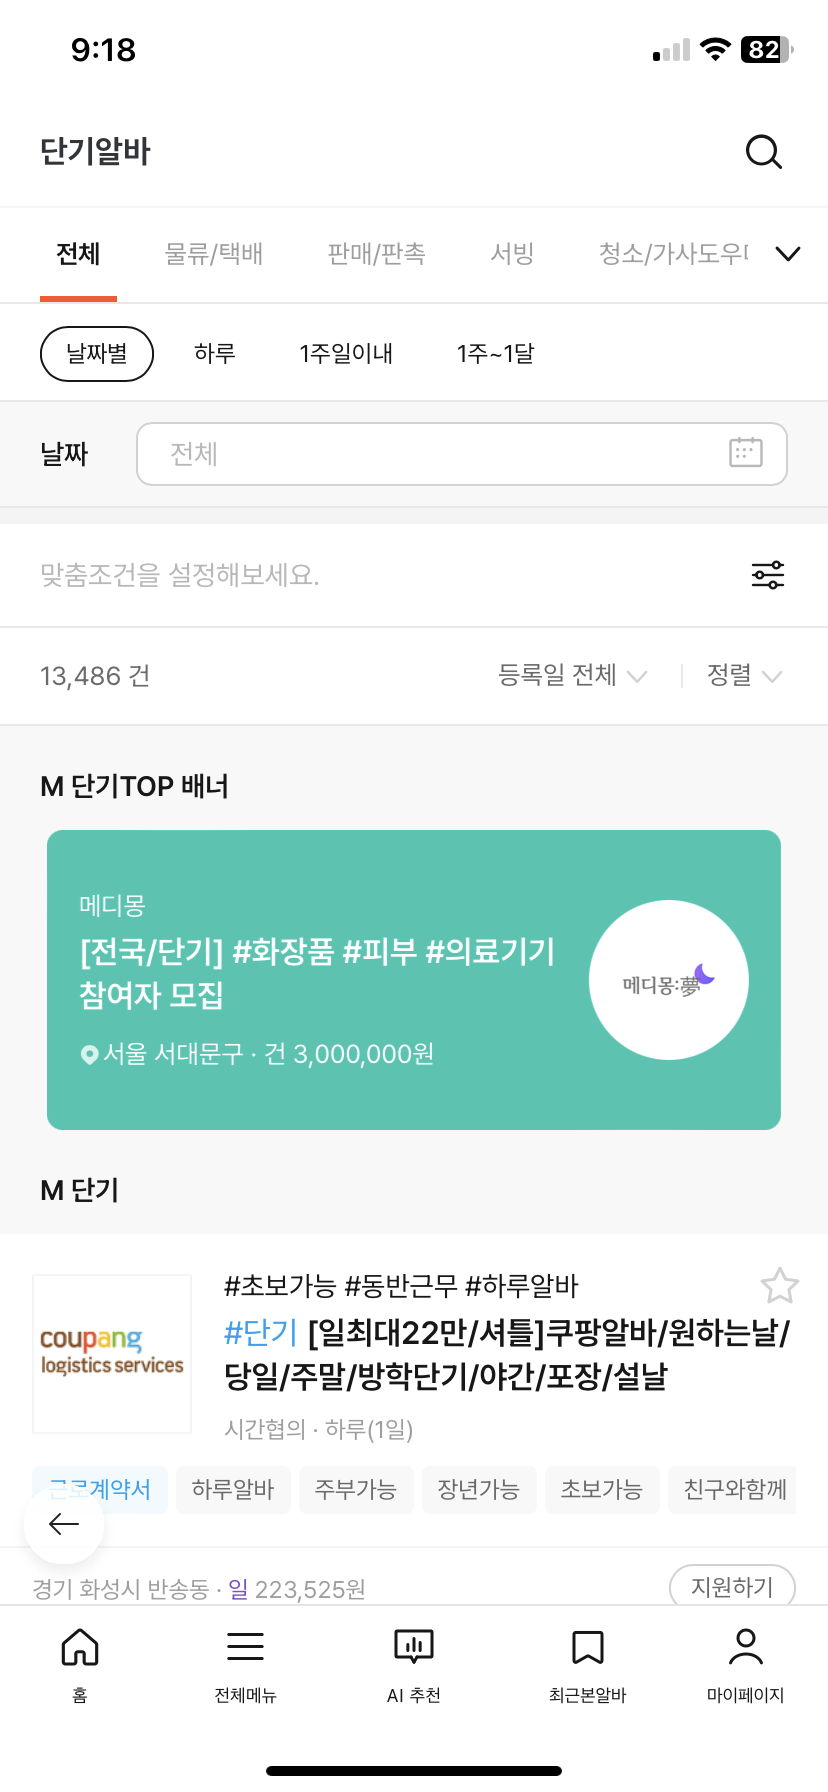 9:18
82
단기알바
전체 물류/택배 판매/판촉 서빙
청소/가사도우
날짜별 하루 1주일이내 1주~1달
날짜 전체
맞춤조건을 설정해보세요.
13,486 건 등록일 전체 정렬
M 단기TOP 배너
메디몽
[전국/단기] #화장품 #피부 #의료기기
참여자 모집
서울 서대문구 · 건 3,000,000원
메디몽:夢
M 단기
coupang
logistics services
#초보가능 #동반근무 #하루알바
#단기 [일최대22만/셔틀]쿠팡알바/원하는날/
당일/주말/방학단기/야간/포장/설날
시간협의 · 하루(1일)
근로계약서 하루알바 주부가능 장년가능 초보가능 친구와함께
경기 화성시 반송동 · 일 223,525원 지원하기
홈 전체메뉴 AI 추천 최근본알바 마이페이지